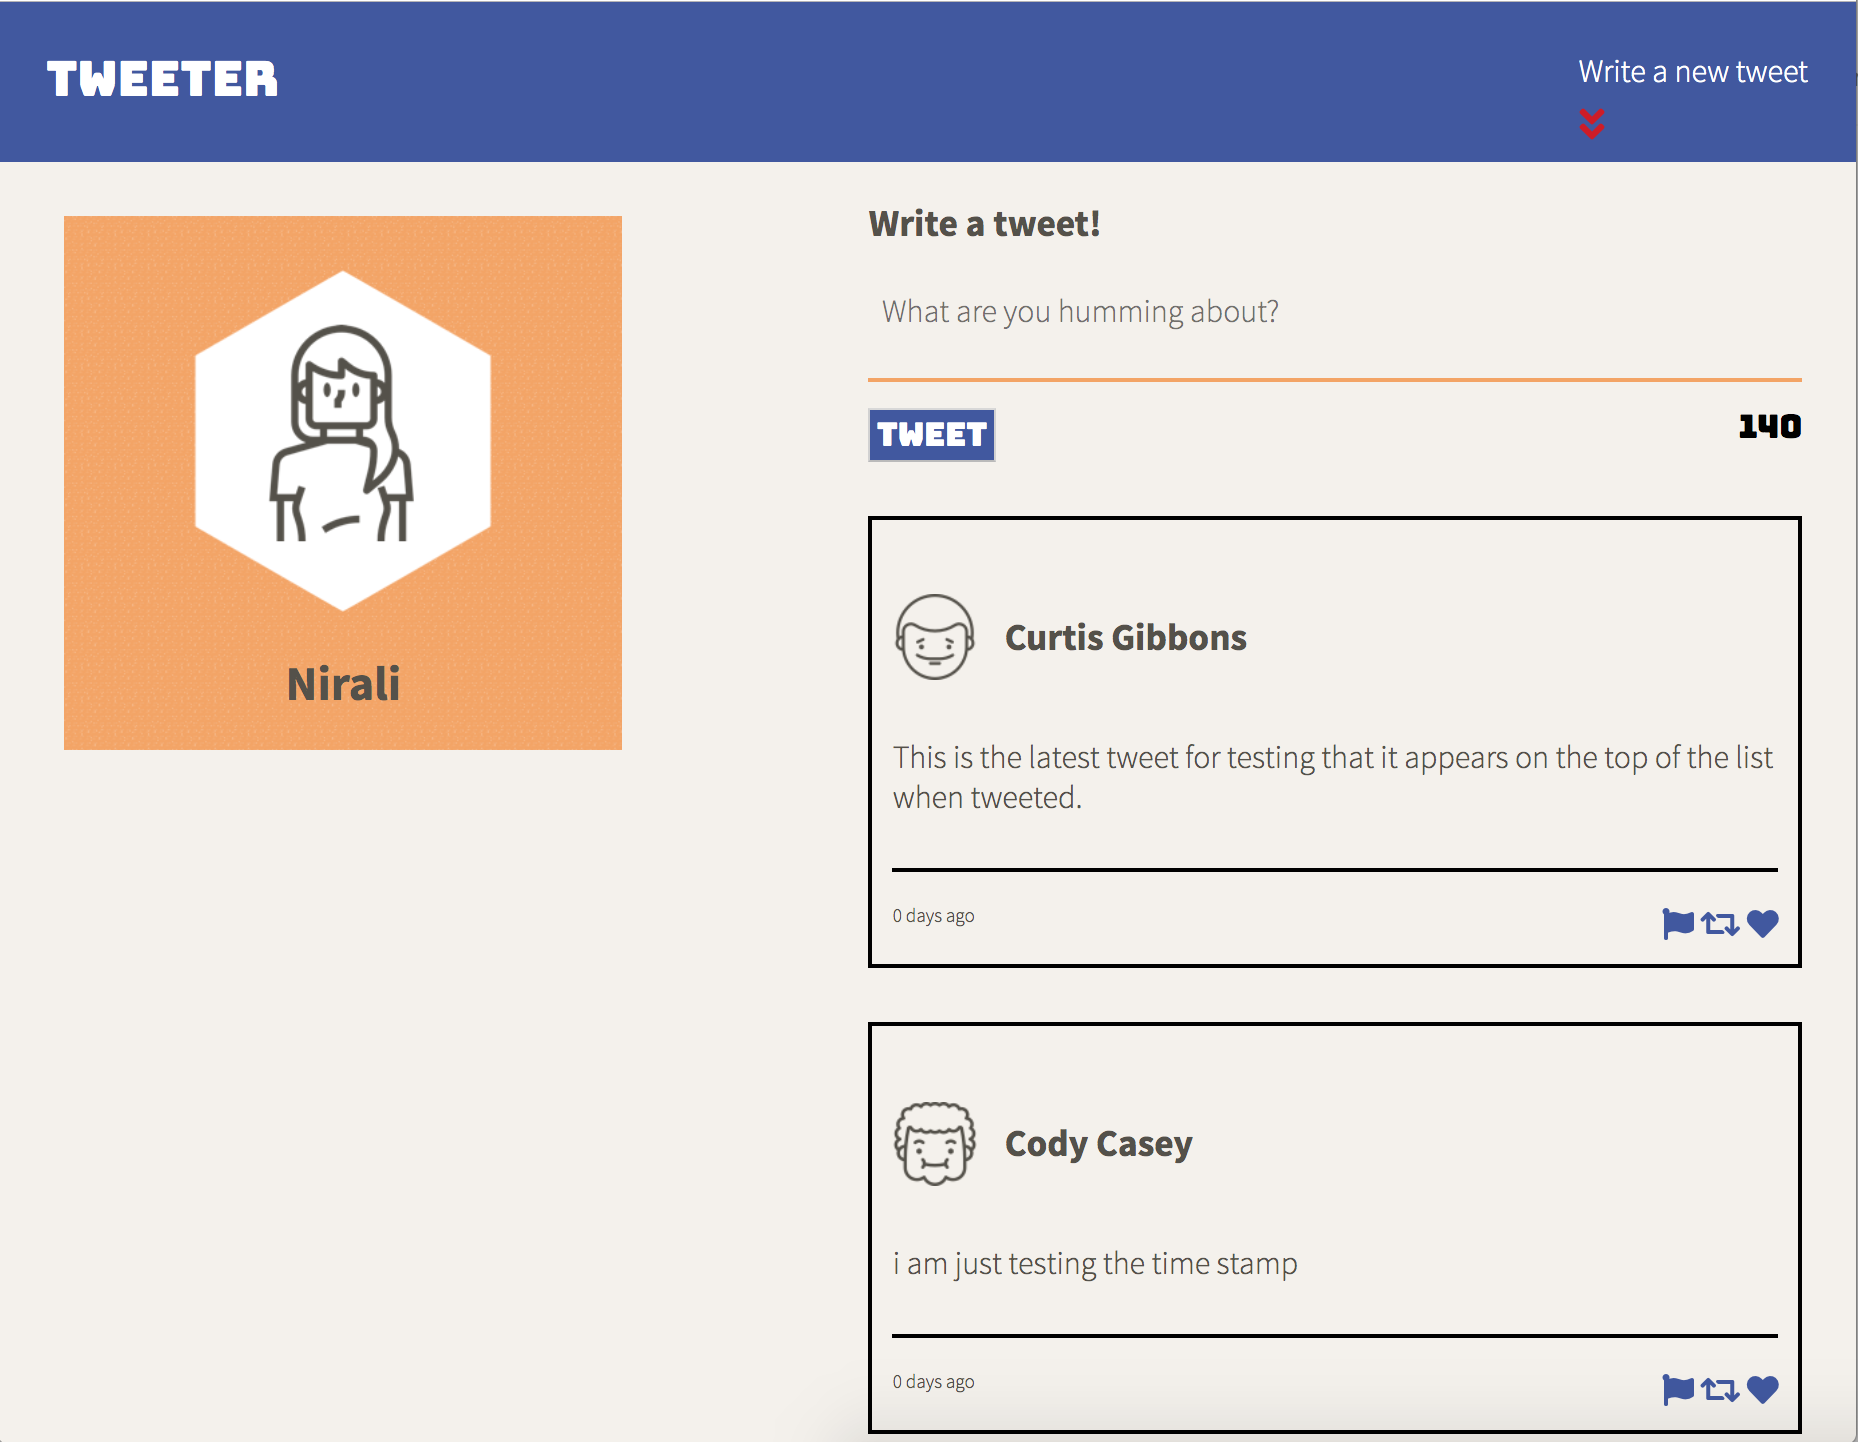 TWEETER
Write a new tweet
Nirali
Write a tweet!
What are you humming about?
TWEET
140
Curtis Gibbons
This is the latest tweet for testing that it appears on the top of the list
when tweeted.
0 days ago
Cody Casey
i am just testing the time stamp
0 days ago